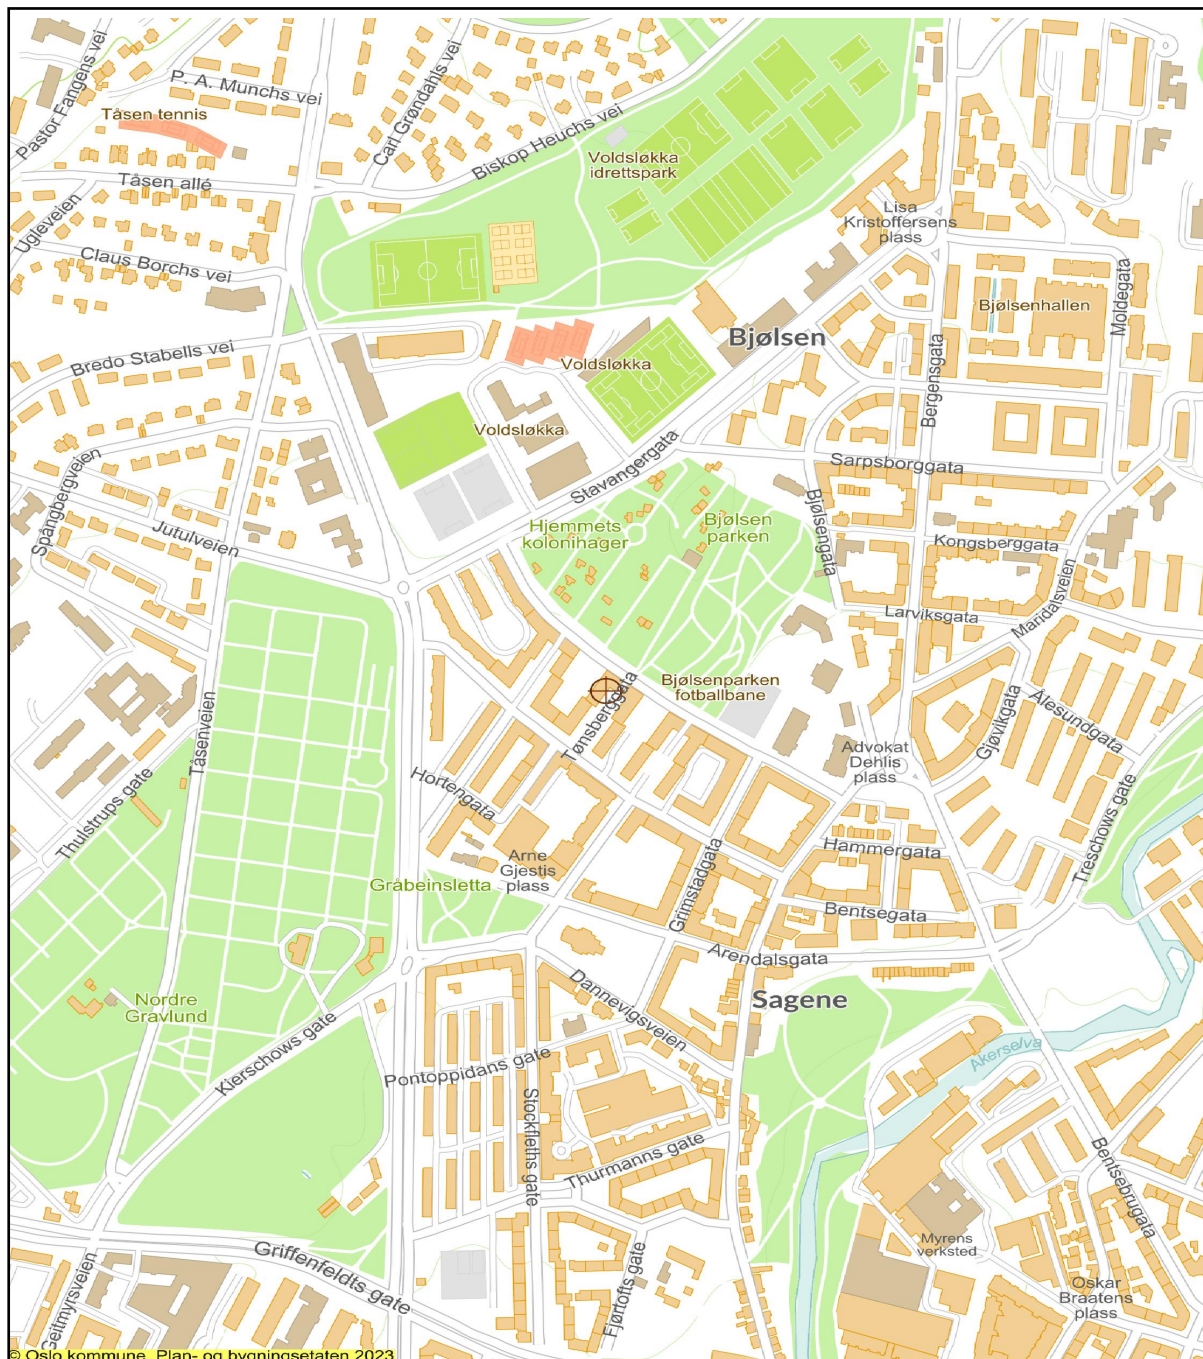 Pastor Fangens vei
P. A. Munchs vei
Tåsen tennis
Carl Grøndahls vei
Biskop Heuchs vei
Voldsløkka
idrettspark
Tåsen allé
Ugleveien
Claus Borchs vei
Lisa
Kristoffersens
plass
Bjølsenhallen
Moldegata
Bjølsen
Bredo Stabells vei
Voldsløkka
Bergensgata
Voldsløkka
Spångbergveien
Stavangergata
Sarpsborggata
Jutulveien
Hjemmets
kolonihager
Bjølsen
parken
Bjølsengata
Kongsberggata
Larviksgata
Maridalsveien
Bjølsenparken
fotballbane
Tåsenveien
Tønsberggata
Gjøvikgata
Ålesundgata
Advokat
Dehlis
plass
Thulstrups gate
Hortengata
Treschows gate
Hammergata
Arne
Gjestis
plass
Gråbeinsletta
Grimstadgata
Bentsegata
Arendalsgata
Nordre
Gravlund
Dannevigsveien
Sagene
Kierschows gate
Pontoppidans gate
Akerselva
Stockfleths gate
Thurmanns gate
Bentsebrugata
Griffenfeldts gate
Geitmyrsveien
Fjørtofts gate
Myrens
verksted
Oskar
Braatens
plass
© Oslo kommune, Plan- og bygningsetaten 2023